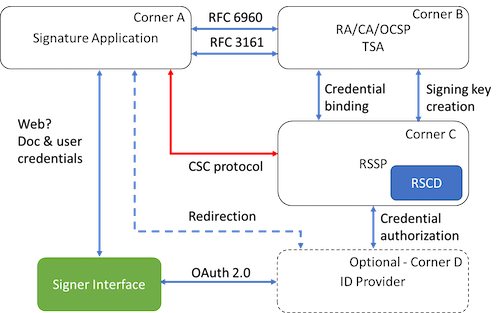 Corner A
Signature Application
RFC 6960
RFC 3161
Corner B
RA/CA/OCSP
TSA
Credential
binding
Signing key
creation
Web?
Doc & user
credentials
CSC protocol
Corner C
RSSP
RSCD
Redirection
Credential
authorization
Signer Interface
OAuth 2.0
Optional - Corner D
ID Provider